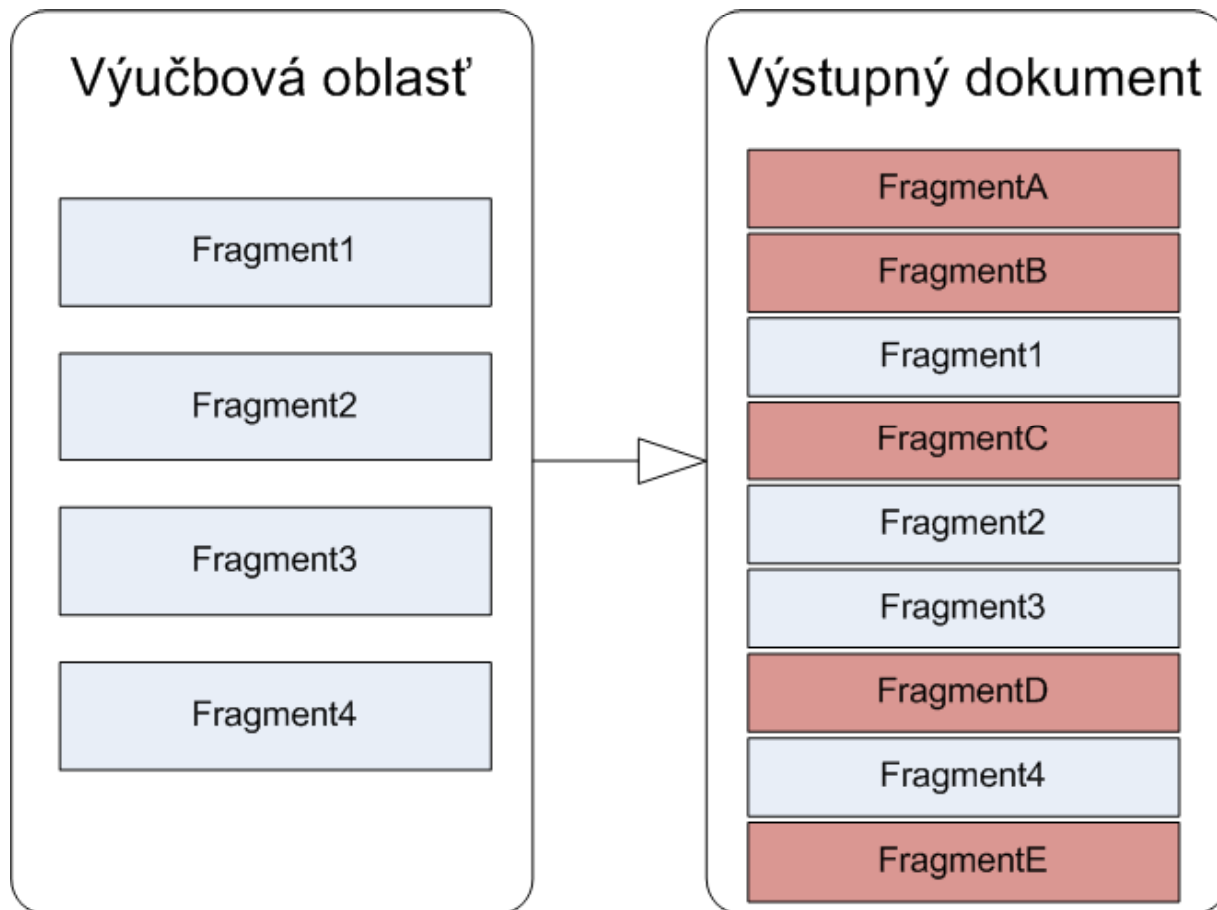 Výučbová oblasť
Fragment1
Fragment2
Fragment3
Fragment4
Výstupný dokument
FragmentA
FragmentB
Fragment1
FragmentC
Fragment2
Fragment3
FragmentD
Fragment4
FragmentE